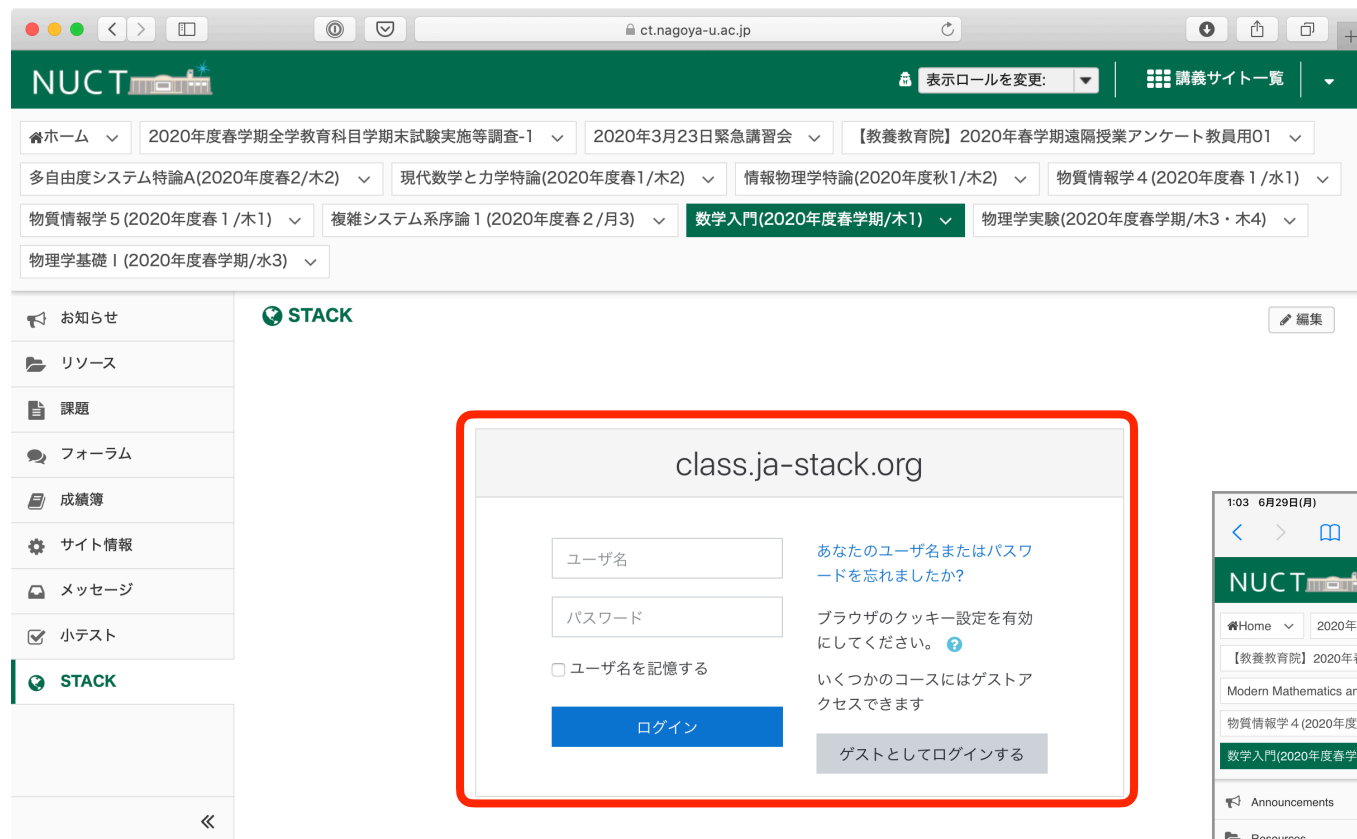 ct.nagoya-u.ac.jp
NUCT
表示ロールを変更:
講義サイト一覧
ホーム
2020年度春学期全学教育科目学期末試験実施等調査-1
2020年3月23日緊急講習会
【教養教育院】2020年春学期遠隔授業アンケート教員用01
多自由度システム特論A(2020年度春2/木2)
現代数学と力学特論(2020年度春1/木2)
情報物理学特論(2020年度秋1/木2)
物質情報学４(2020年度春１/水1)
物質情報学５(2020年度春１/木1)
複雑システム系序論１(2020年度春２/月3)
数学入門(2020年度春学期/木1)
物理学実験(2020年度春学期/木3・木4)
物理学基礎Ⅰ(2020年度春学期/水3)
お知らせ
リソース
課題
フォーラム
成績簿
サイト情報
メッセージ
小テスト
STACK
STACK
編集
class.ja-stack.org
ユーザ名
パスワード
ユーザ名を記憶する
ログイン
あなたのユーザ名またはパスワ
ードを忘れましたか?
ブラウザのクッキー設定を有効
にしてください。
いくつかのコースにはゲストア
クセスできます
ゲストとしてログインする
1:03 6月29日(月)
NUCT
Home
2020年
【教養教育院】2020年
Modern Mathematics
物質情報学４(2020年度
数学入門(2020年度春学
Announcements
Resources